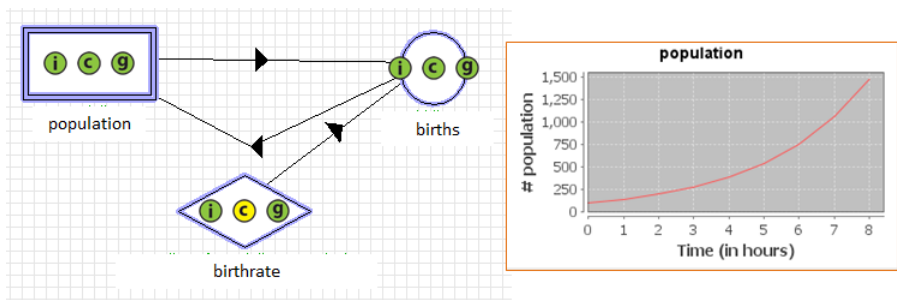 i c g
population
i c g
births
i c g
birthrate
population
# population
1,500
1,250
1,000
750
500
250
0
0 1 2 3 4 5 6 7 8
Time (in hours)